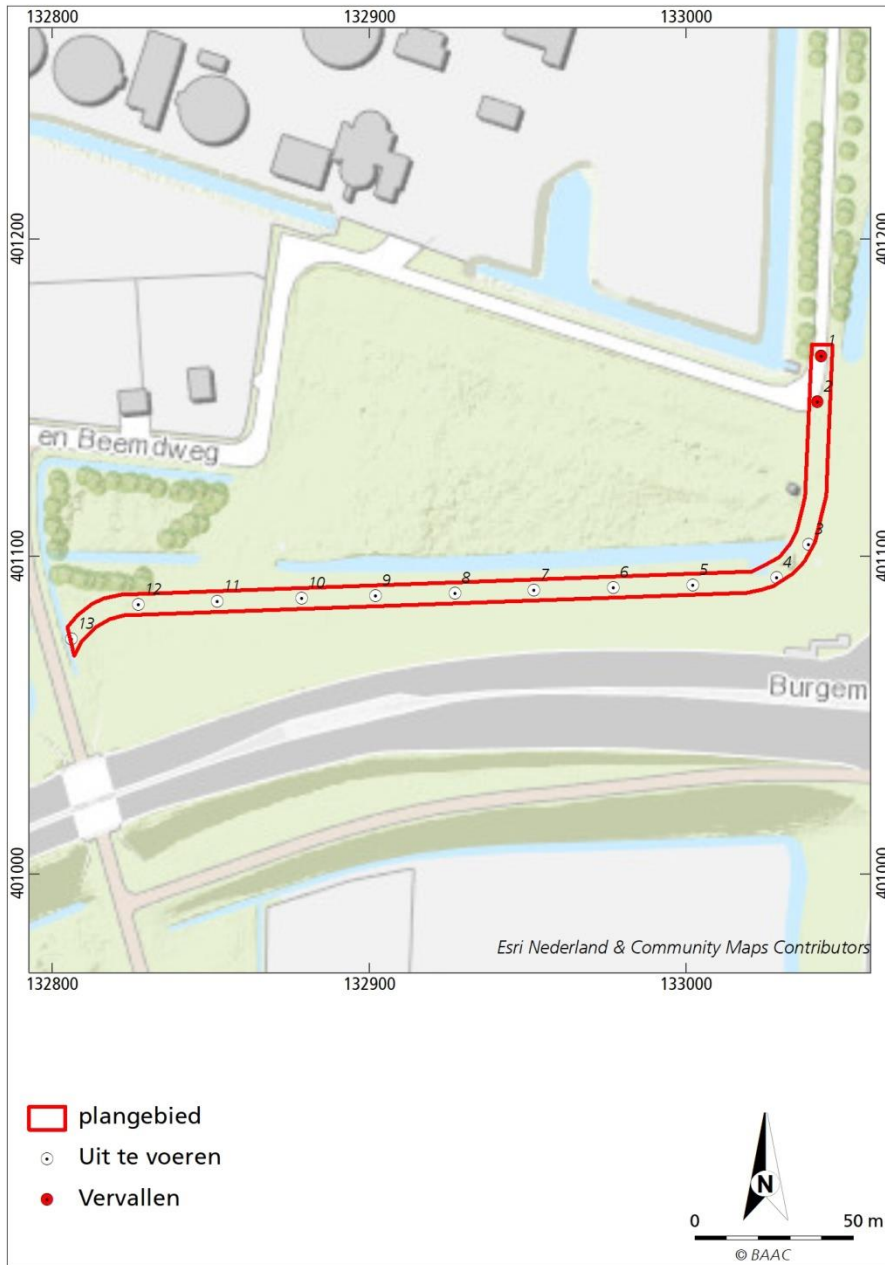 132800 132900 133000
401200 401200
1
2
en Beemdweg
3
401100 401100
4
5
6
7
8
9
10
11
12
13
Burgem
401000 401000
Esri Nederland & Community Maps Contributors
132800 132900 133000
plangebied
Uit te voeren
Vervallen
N
0 50 m
© BAAC